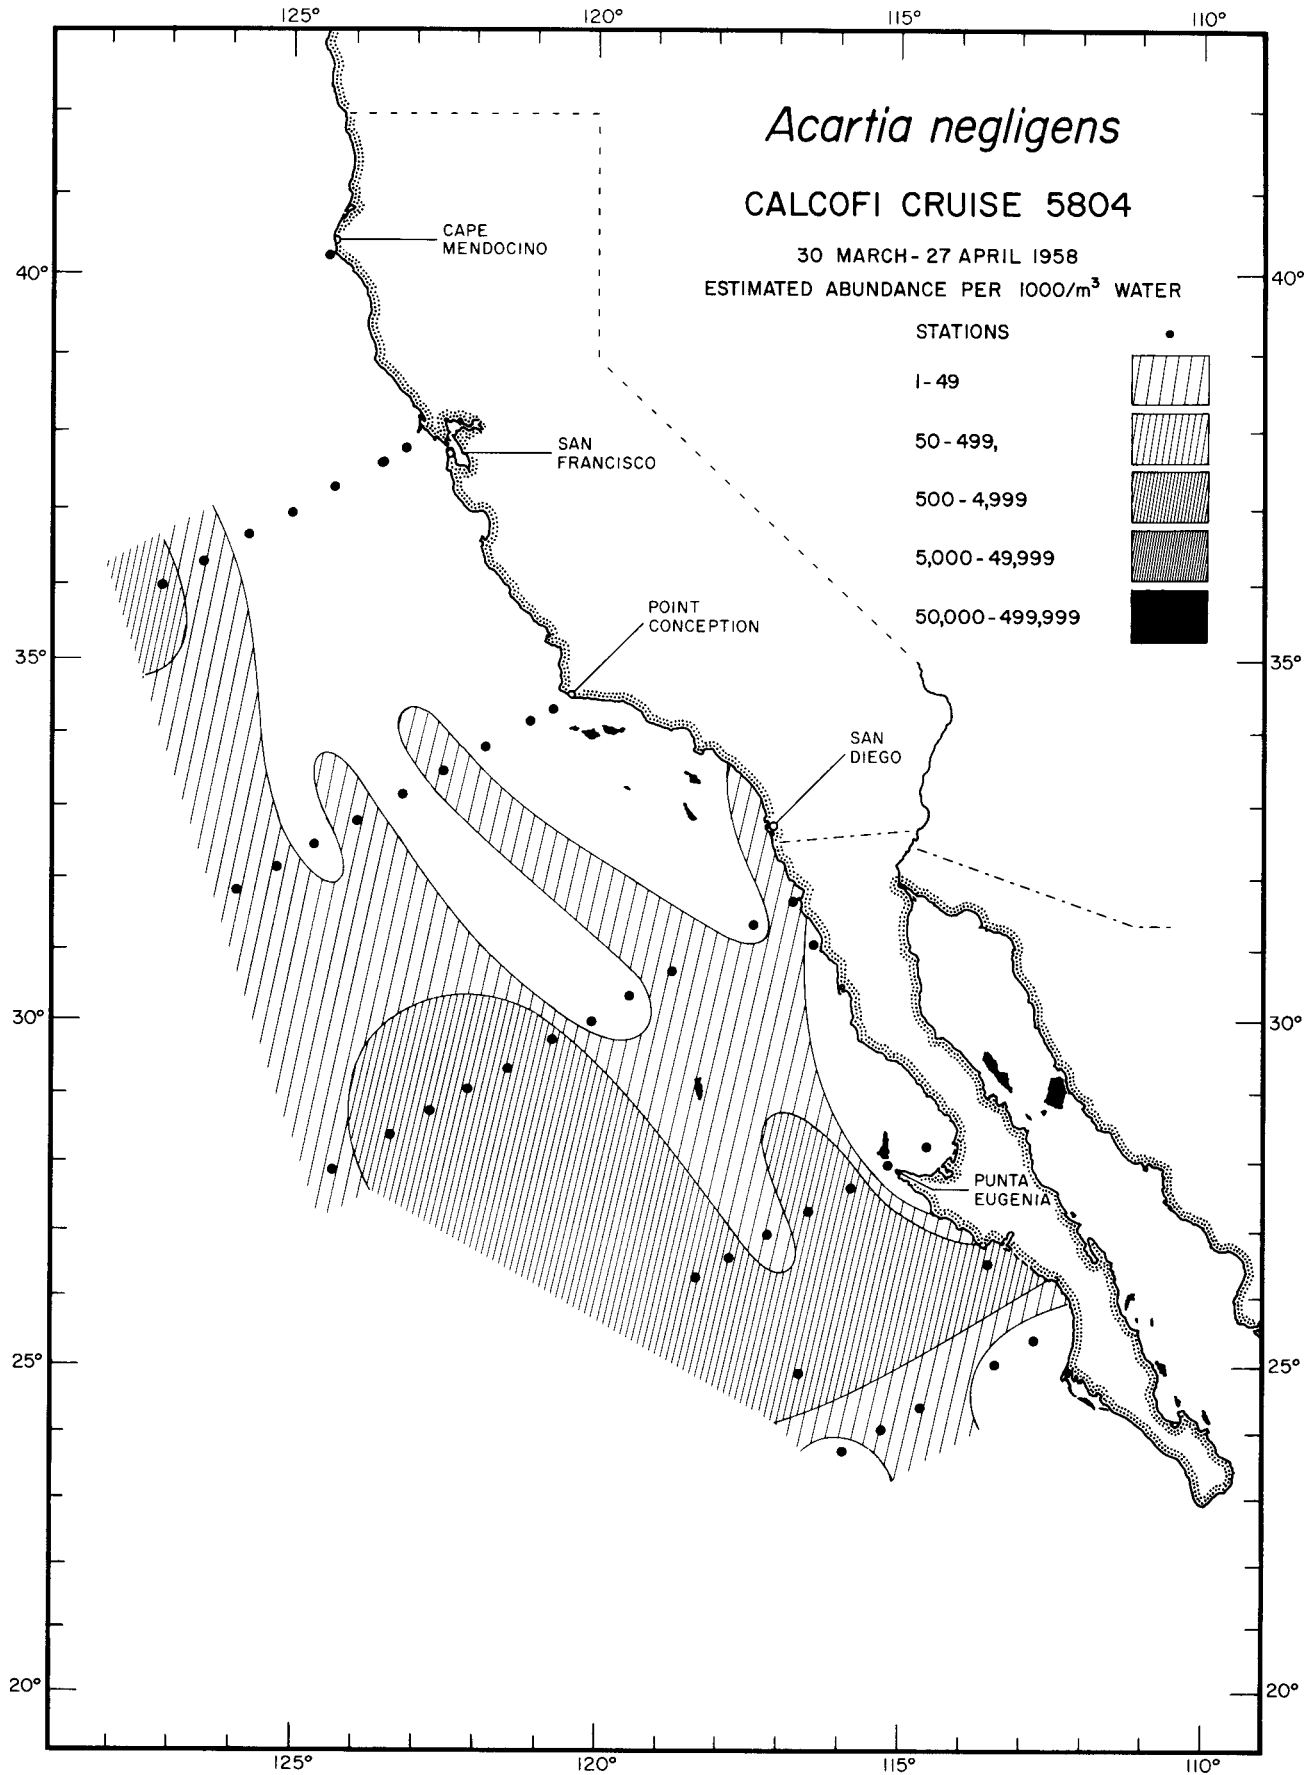 125° 120° 115° 110°
Acartia negligens
CALCOFI CRUISE 5804
30 MARCH - 27 APRIL 1958
ESTIMATED ABUNDANCE PER 1000/m³ WATER
STATIONS
1-49
50-499,
500-4,999
5,000-49,999
50,000-499,999
CAPE
MENDOCINO
40° 40°
SAN
FRANCISCO
POINT
CONCEPTION
35° 35°
SAN
DIEGO
30° 30°
PUNTA
EUGENIA
25° 25°
20° 20°
125° 120° 115° 110°